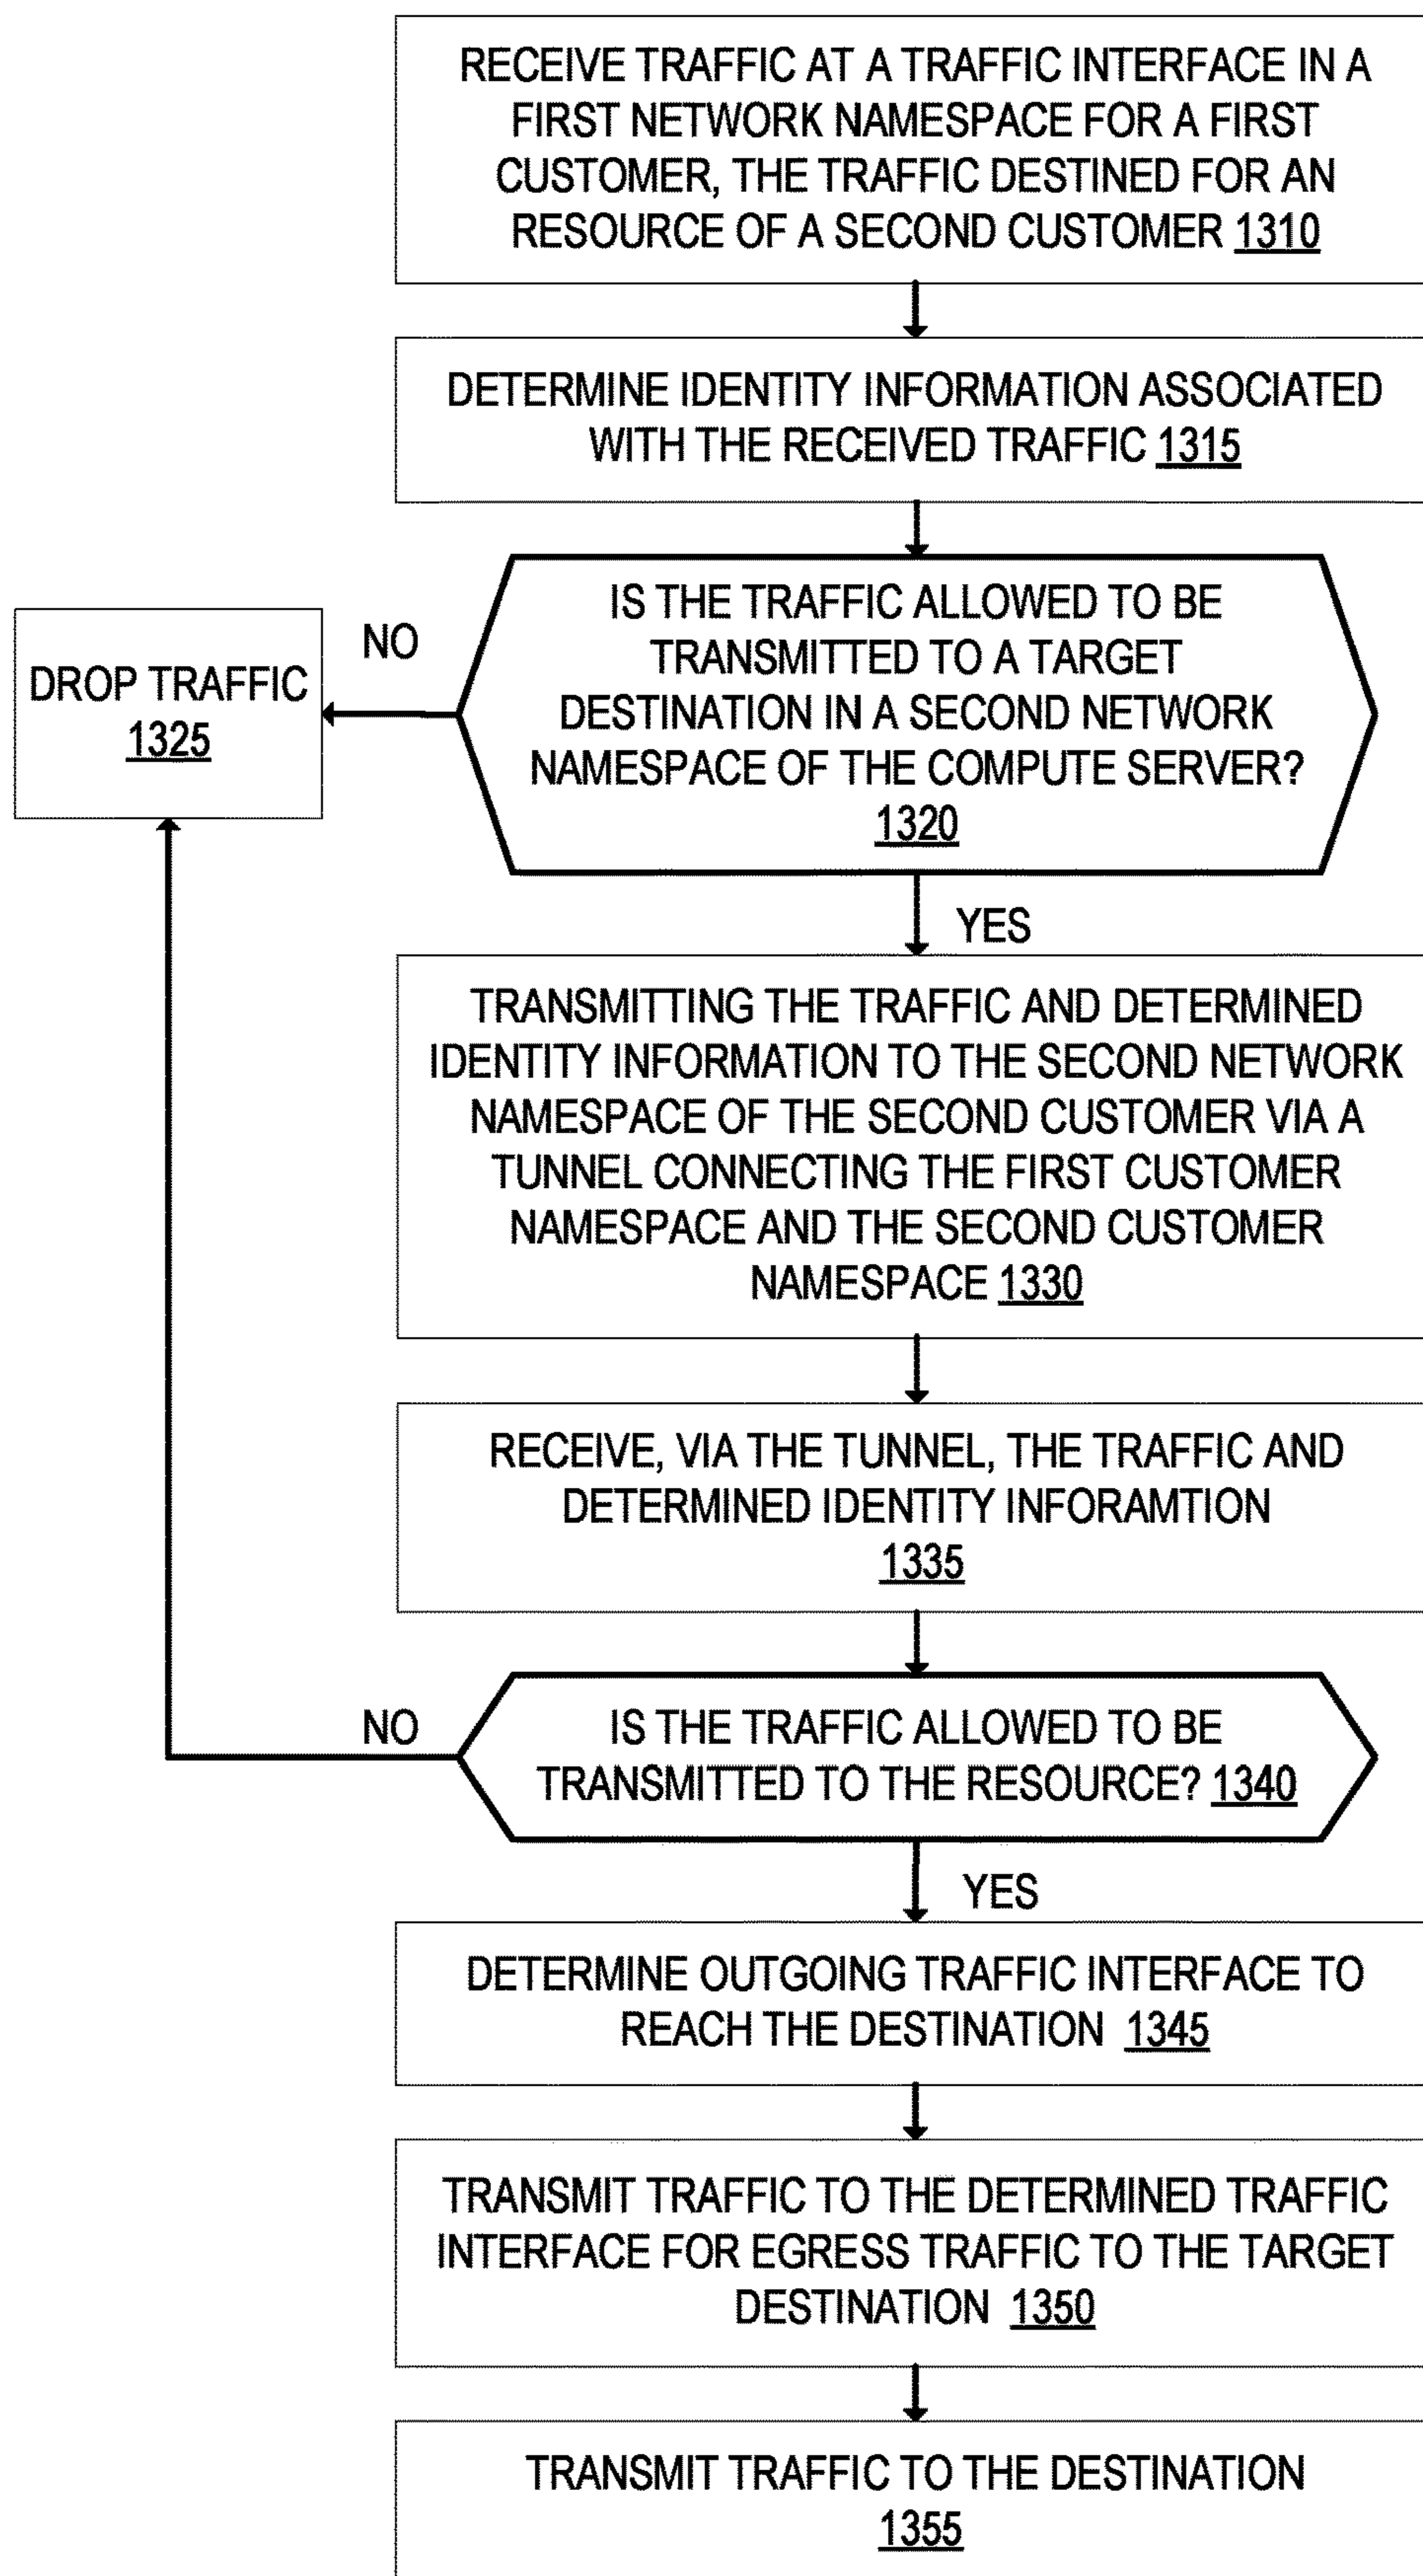 RECEIVE TRAFFIC AT A TRAFFIC INTERFACE IN A
FIRST NETWORK NAMESPACE FOR A FIRST
CUSTOMER, THE TRAFFIC DESTINED FOR AN
RESOURCE OF A SECOND CUSTOMER 1310
DETERMINE IDENTITY INFORMATION ASSOCIATED
WITH THE RECEIVED TRAFFIC 1315
IS THE TRAFFIC ALLOWED TO BE
TRANSMITTED TO A TARGET
DESTINATION IN A SECOND NETWORK
NAMESPACE OF THE COMPUTE SERVER?
1320
NO
DROP TRAFFIC
1325
YES
TRANSMITTING THE TRAFFIC AND DETERMINED
IDENTITY INFORMATION TO THE SECOND NETWORK
NAMESPACE OF THE SECOND CUSTOMER VIA A
TUNNEL CONNECTING THE FIRST CUSTOMER
NAMESPACE AND THE SECOND CUSTOMER
NAMESPACE 1330
RECEIVE, VIA THE TUNNEL, THE TRAFFIC AND
DETERMINED IDENTITY INFORAMTION
1335
NO
IS THE TRAFFIC ALLOWED TO BE
TRANSMITTED TO THE RESOURCE? 1340
YES
DETERMINE OUTGOING TRAFFIC INTERFACE TO
REACH THE DESTINATION 1345
TRANSMIT TRAFFIC TO THE DETERMINED TRAFFIC
INTERFACE FOR EGRESS TRAFFIC TO THE TARGET
DESTINATION 1350
TRANSMIT TRAFFIC TO THE DESTINATION
1355